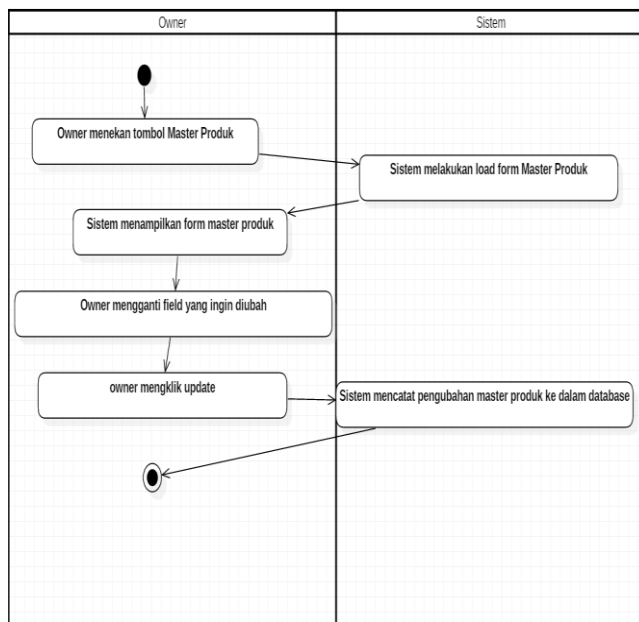 Owner
Sistem
Owner menekan tombol Master Produk
Sistem melakukan load form Master Produk
Sistem menampilkan form master produk
Owner mengganti field yang ingin diubah
owner mengklik update
Sistem mencatat pengubahan master produk ke dalam database